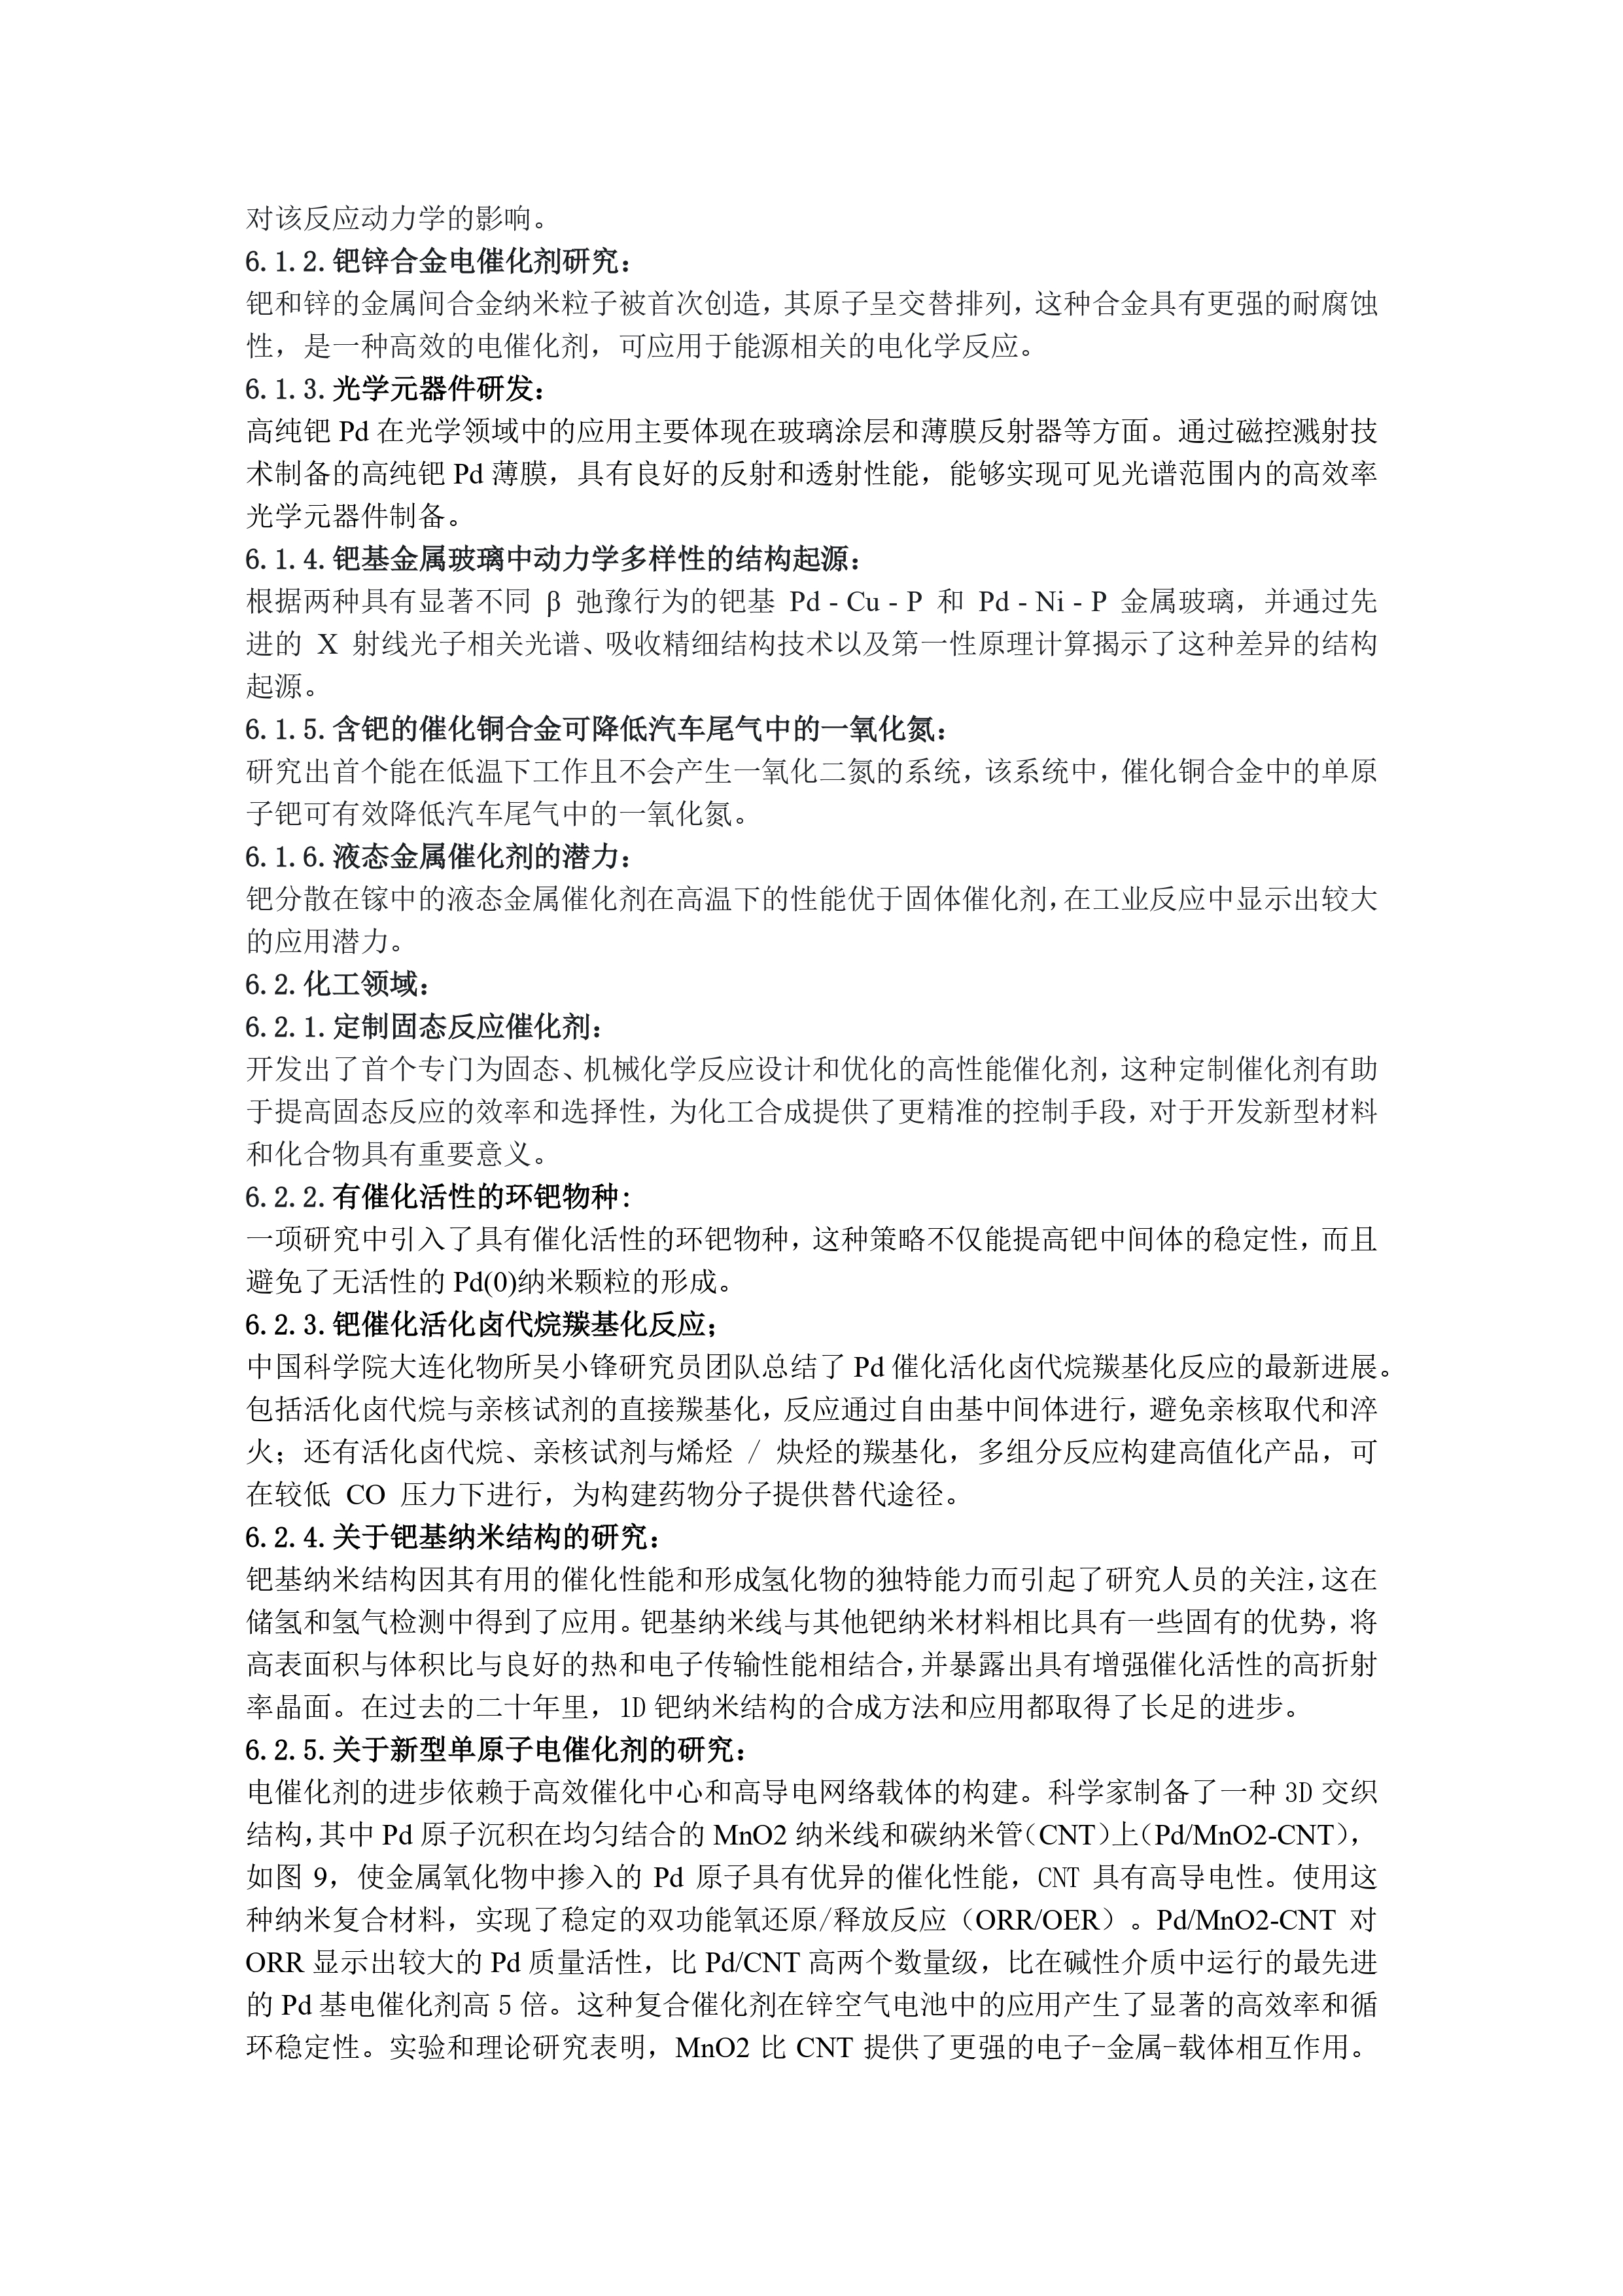 对该反应动力学的影响。
6.1.2.钯锌合金电催化剂研究：
钯和锌的金属间合金纳米粒子被首次创造，其原子呈交替排列，这种合金具有更强的耐腐蚀
性，是一种高效的电催化剂，可应用于能源相关的电化学反应。
6.1.3.光学元器件研发：
高纯钯 Pd 在光学领域中的应用主要体现在玻璃涂层和薄膜反射器等方面。通过磁控溅射技
术制备的高纯钯 Pd 薄膜，具有良好的反射和透射性能，能够实现可见光谱范围内的高效率
光学元器件制备。
6.1.4.钯基金属玻璃中动力学多样性的结构起源：
根据两种具有显著不同 β 弛豫行为的钯基 Pd - Cu - P 和 Pd - Ni - P 金属玻璃，并通过先
进的 X 射线光子相关光谱、吸收精细结构技术以及第一性原理计算揭示了这种差异的结构
起源。
6.1.5.含钯的催化铜合金可降低汽车尾气中的一氧化氮：
研究出首个能在低温下工作且不会产生一氧化二氮的系统，该系统中，催化铜合金中的单原
子钯可有效降低汽车尾气中的一氧化氮。
6.1.6.液态金属催化剂的潜力：
钯分散在镓中的液态金属催化剂在高温下的性能优于固体催化剂，在工业反应中显示出较大
的应用潜力。
6.2.化工领域：
6.2.1.定制固态反应催化剂：
开发出了首个专门为固态、机械化学反应设计和优化的高性能催化剂，这种定制催化剂有助
于提高固态反应的效率和选择性，为化工合成提供了更精准的控制手段，对于开发新型材料
和化合物具有重要意义。
6.2.2.有催化活性的环钯物种：
一项研究中引入了具有催化活性的环钯物种，这种策略不仅能提高钯中间体的稳定性，而且
避免了无活性的 Pd(0)纳米颗粒的形成。
6.2.3.钯催化活化卤代烷羰基化反应；
中国科学院大连化物所吴小锋研究员团队总结了 Pd 催化活化卤代烷羰基化反应的最新进展。
包括活化卤代烷与亲核试剂的直接羰基化，反应通过自由基中间体进行，避免亲核取代和淬
火；还有活化卤代烷、亲核试剂与烯烃 / 炔烃的羰基化，多组分反应构建高值化产品，可
在较低 CO 压力下进行，为构建药物分子提供替代途径。
6.2.4.关于钯基纳米结构的研究：
钯基纳米结构因其有用的催化性能和形成氢化物的独特能力而引起了研究人员的关注，这在
储氢和氢气检测中得到了应用。钯基纳米线与其他钯纳米材料相比具有一些固有的优势，将
高表面积与体积比与良好的热和电子传输性能相结合，并暴露出具有增强催化活性的高折射
率晶面。在过去的二十年里，1D 钯纳米结构的合成方法和应用都取得了长足的进步。
6.2.5.关于新型单原子电催化剂的研究：
电催化剂的进步依赖于高效催化中心和高导电网络载体的构建。科学家制备了一种 3D 交织
结构，其中 Pd 原子沉积在均匀结合的 MnO2 纳米线和碳纳米管（CNT）上（Pd/MnO2-CNT），
如图 9，使金属氧化物中掺入的 Pd 原子具有优异的催化性能，CNT 具有高导电性。使用这
种纳米复合材料，实现了稳定的双功能氧还原/释放反应（ORR/OER）。Pd/MnO2-CNT 对
ORR 显示出较大的 Pd 质量活性，比 Pd/CNT 高两个数量级，比在碱性介质中运行的最先进
的 Pd 基电催化剂高 5 倍。这种复合催化剂在锌空气电池中的应用产生了显著的高效率和循
环稳定性。实验和理论研究表明，MnO2 比 CNT 提供了更强的电子-金属-载体相互作用。